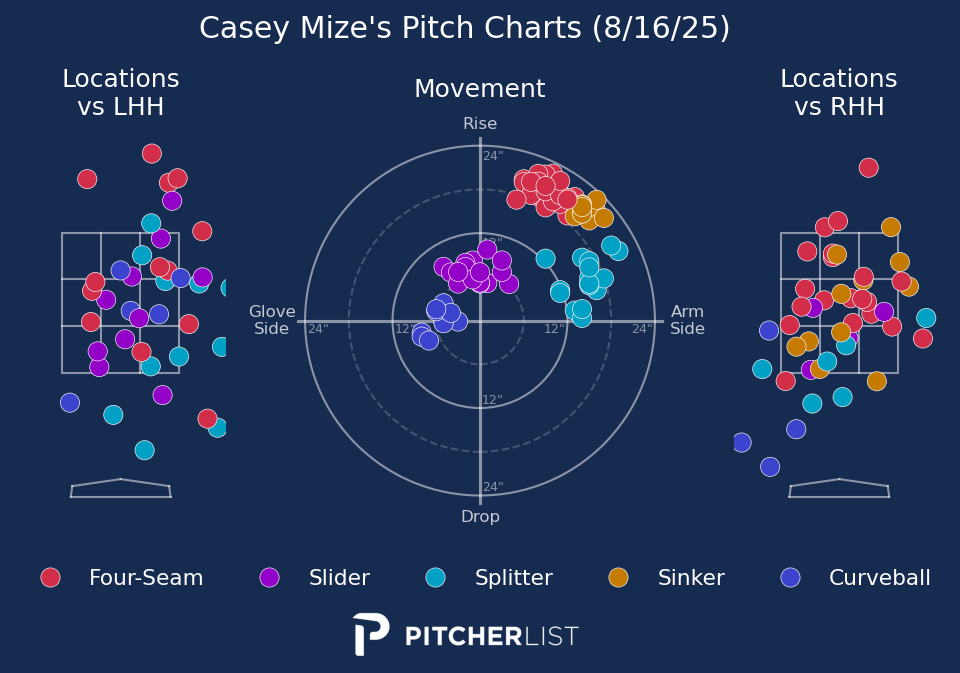 Casey Mize's Pitch Charts (8/16/25)
Locations
vs LHH
Movement
Locations
vs RHH
Rise
24"
12"
Glove
Side
24"
12"
12"
24"
Arm
Side
12"
24"
Drop
Four-Seam
Slider
Splitter
Sinker
Curveball
PITCHERLIST